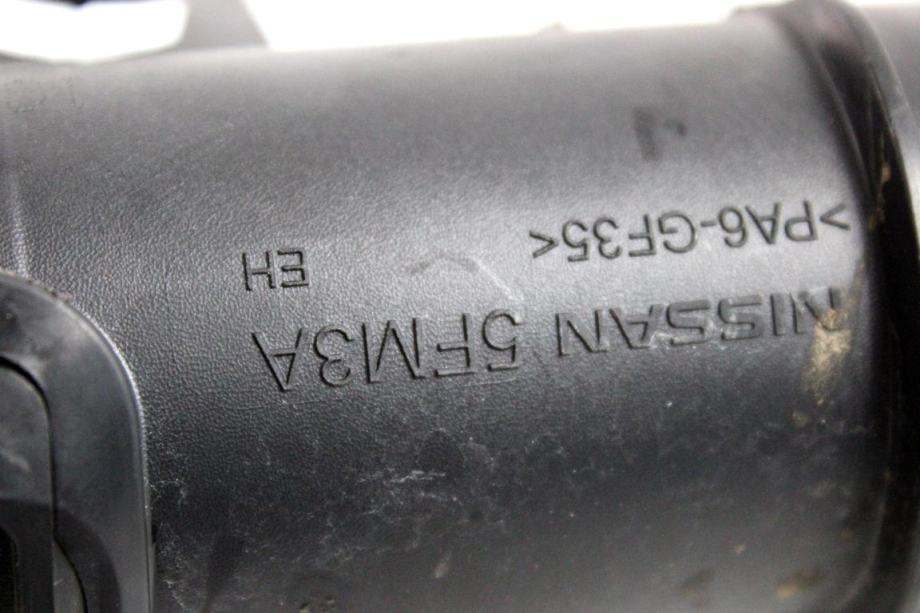 NISSAN 5FM3A
>PA6-GF35<
EH